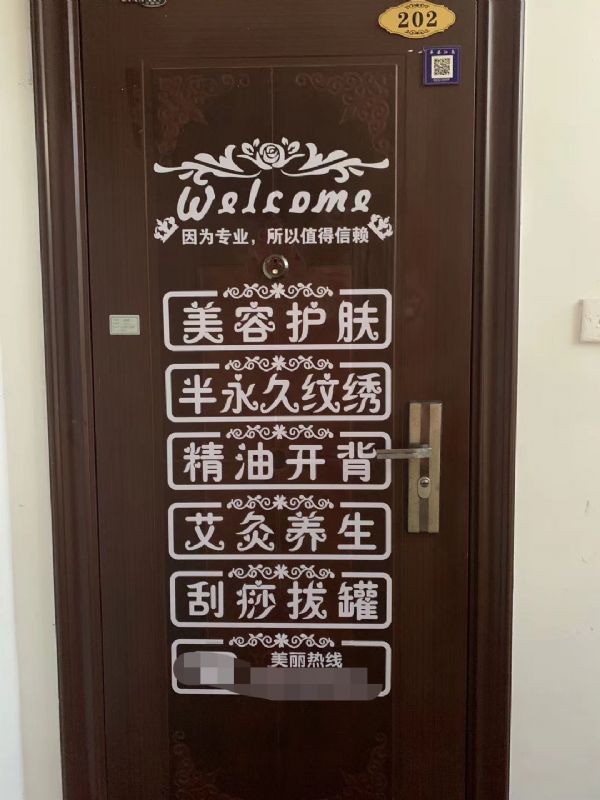 202
Welcome
因为专业，所以值得信赖
美容护肤
半永久纹绣
精油开背
艾灸养生
刮痧拔罐
美丽热线